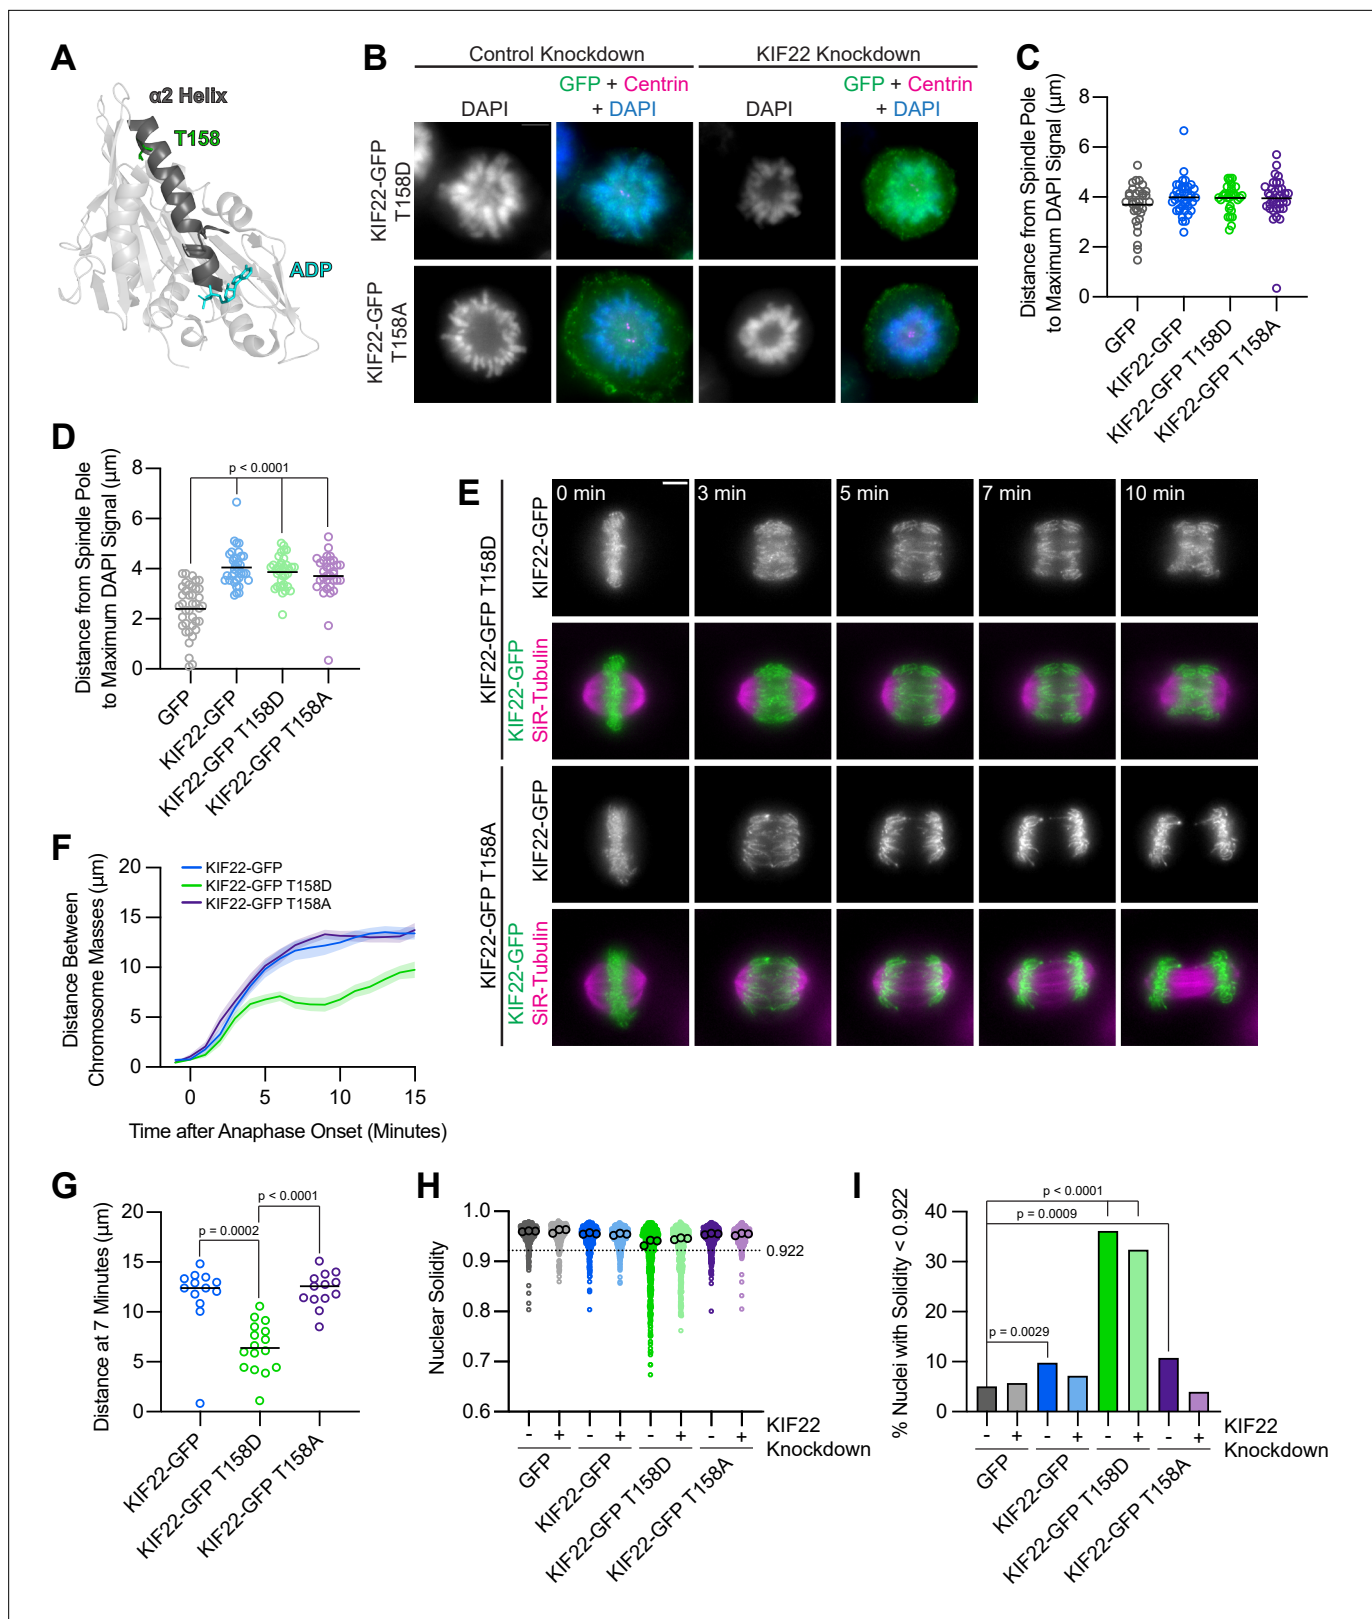 A
α2 Helix
T158
ADP
B
Control Knockdown
KIF22 Knockdown
DAPI
GFP + Centrin
+ DAPI
DAPI
GFP + Centrin
+ DAPI
KIF22-GFP
T158D
KIF22-GFP
T158A
C
Distance from Spindle Pole
to Maximum DAPI Signal (μm)
8
6
4
2
0
GFP
KIF22-GFP
KIF22-GFP T158D
KIF22-GFP T158A
D
Distance from Spindle Pole
to Maximum DAPI Signal (μm)
8
6
4
2
0
p < 0.0001
GFP
KIF22-GFP
KIF22-GFP T158D
KIF22-GFP T158A
E
0 min
3 min
5 min
7 min
10 min
KIF22-GFP T158D
KIF22-GFP
KIF22-GFP
SiR-Tubulin
KIF22-GFP T158A
KIF22-GFP
KIF22-GFP
SiR-Tubulin
F
Distance Between
Chromosome Masses (μm)
20
15
10
5
0
KIF22-GFP
KIF22-GFP T158D
KIF22-GFP T158A
0
5
10
15
Time after Anaphase Onset (Minutes)
G
Distance at 7 Minutes (μm)
20
15
10
5
0
p < 0.0001
p = 0.0002
KIF22-GFP
KIF22-GFP T158D
KIF22-GFP T158A
H
Nuclear Solidity
1.0
0.9
0.8
0.7
0.6
0.922
- + - + - + - +
KIF22
Knockdown
GFP
KIF22-GFP
KIF22-GFP T158D
KIF22-GFP T158A
I
% Nuclei with Solidity < 0.922
40
30
20
10
0
p < 0.0001
p = 0.0009
p = 0.0029
- + - + - + - +
KIF22
Knockdown
GFP
KIF22-GFP
KIF22-GFP T158D
KIF22-GFP T158A